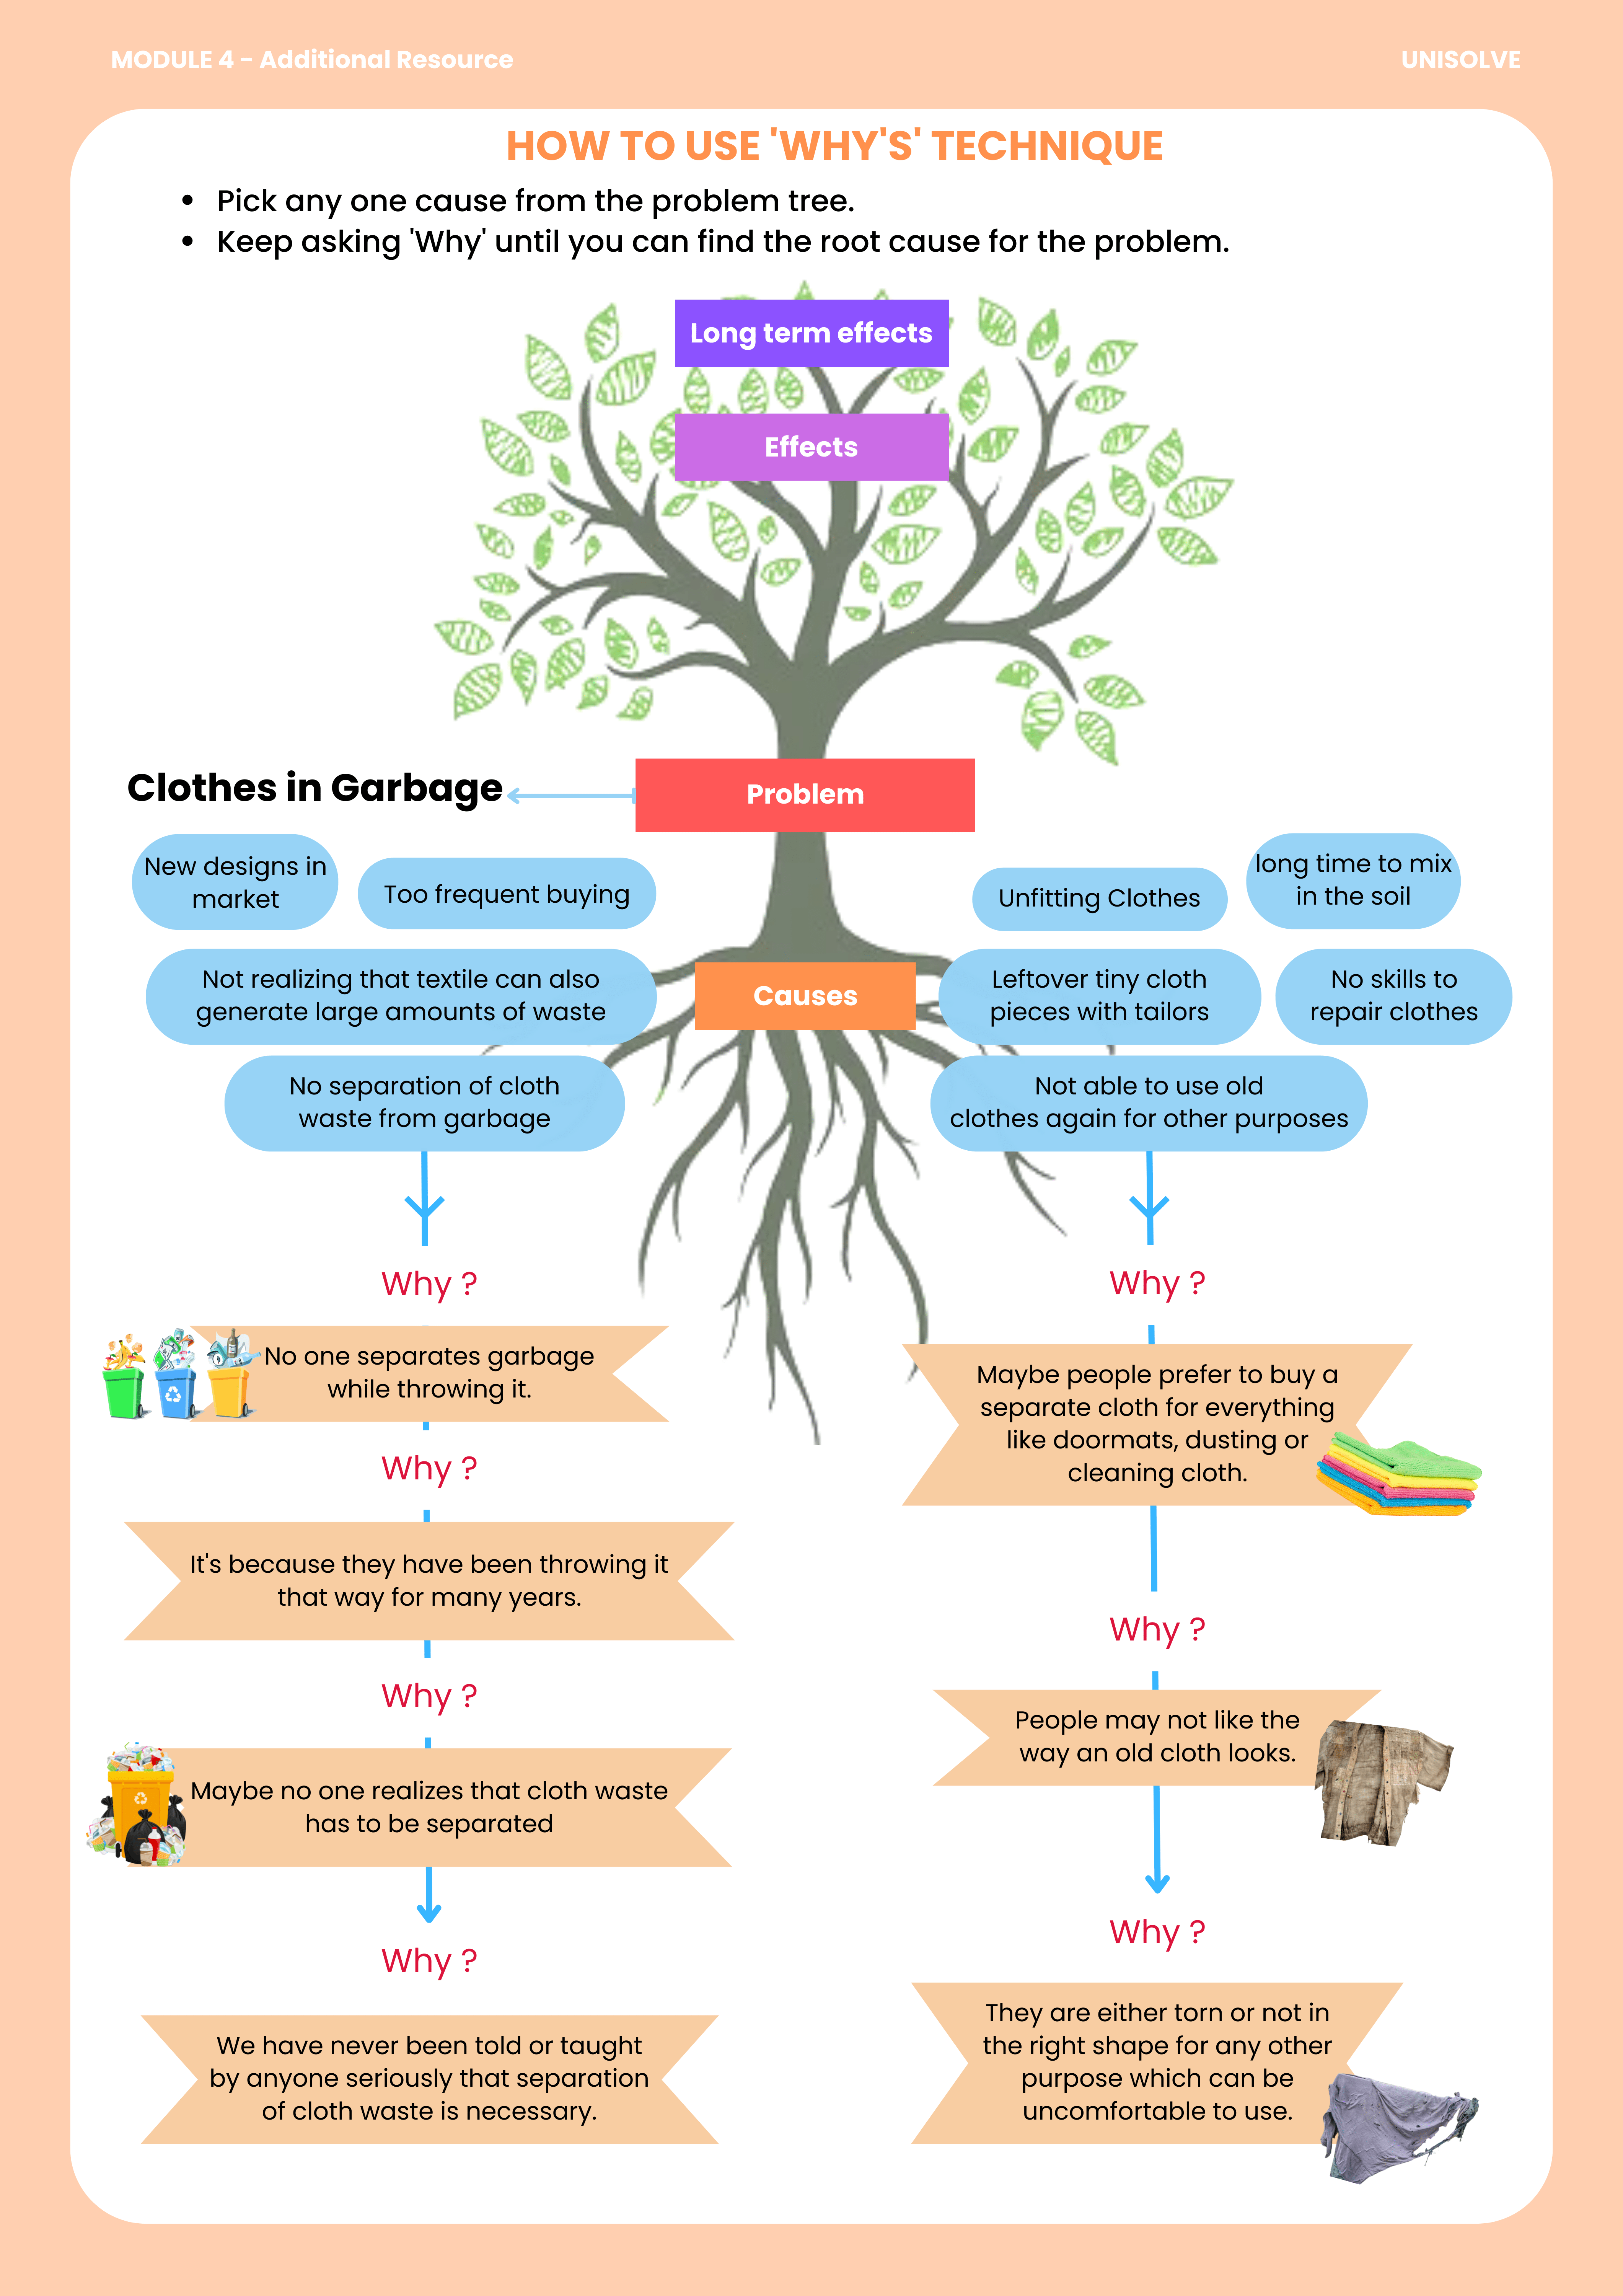 MODULE 4 - Additional Resource
UNISOLVE
HOW TO USE 'WHY'S' TECHNIQUE
• Pick any one cause from the problem tree.
• Keep asking 'Why' until you can find the root cause for the problem.
Long term effects
Effects
Clothes in Garbage
Problem
New designs in
market
Too frequent buying
Unfitting Clothes
long time to mix
in the soil
Not realizing that textile can also
generate large amounts of waste
Causes
Leftover tiny cloth
pieces with tailors
No skills to
repair clothes
No separation of cloth
waste from garbage
Not able to use old
clothes again for other purposes
Why ?
No one separates garbage
while throwing it.
Why ?
It's because they have been throwing it
that way for many years.
Why ?
Maybe no one realizes that cloth waste
has to be separated
Why ?
We have never been told or taught
by anyone seriously that separation
of cloth waste is necessary.
Why ?
Maybe people prefer to buy a
separate cloth for everything
like doormats, dusting or
cleaning cloth.
Why ?
People may not like the
way an old cloth looks.
Why ?
They are either torn or not in
the right shape for any other
purpose which can be
uncomfortable to use.